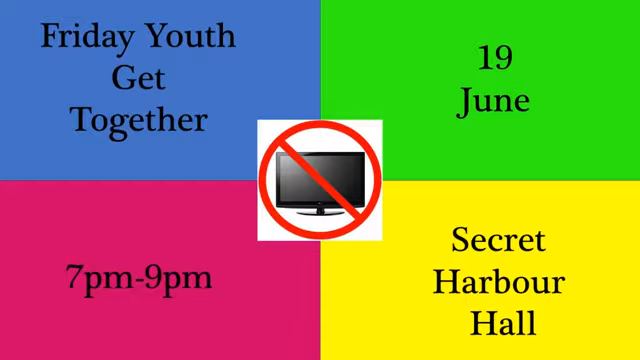 Friday Youth
Get
Together
19
June
7pm-9pm
Secret
Harbour
Hall